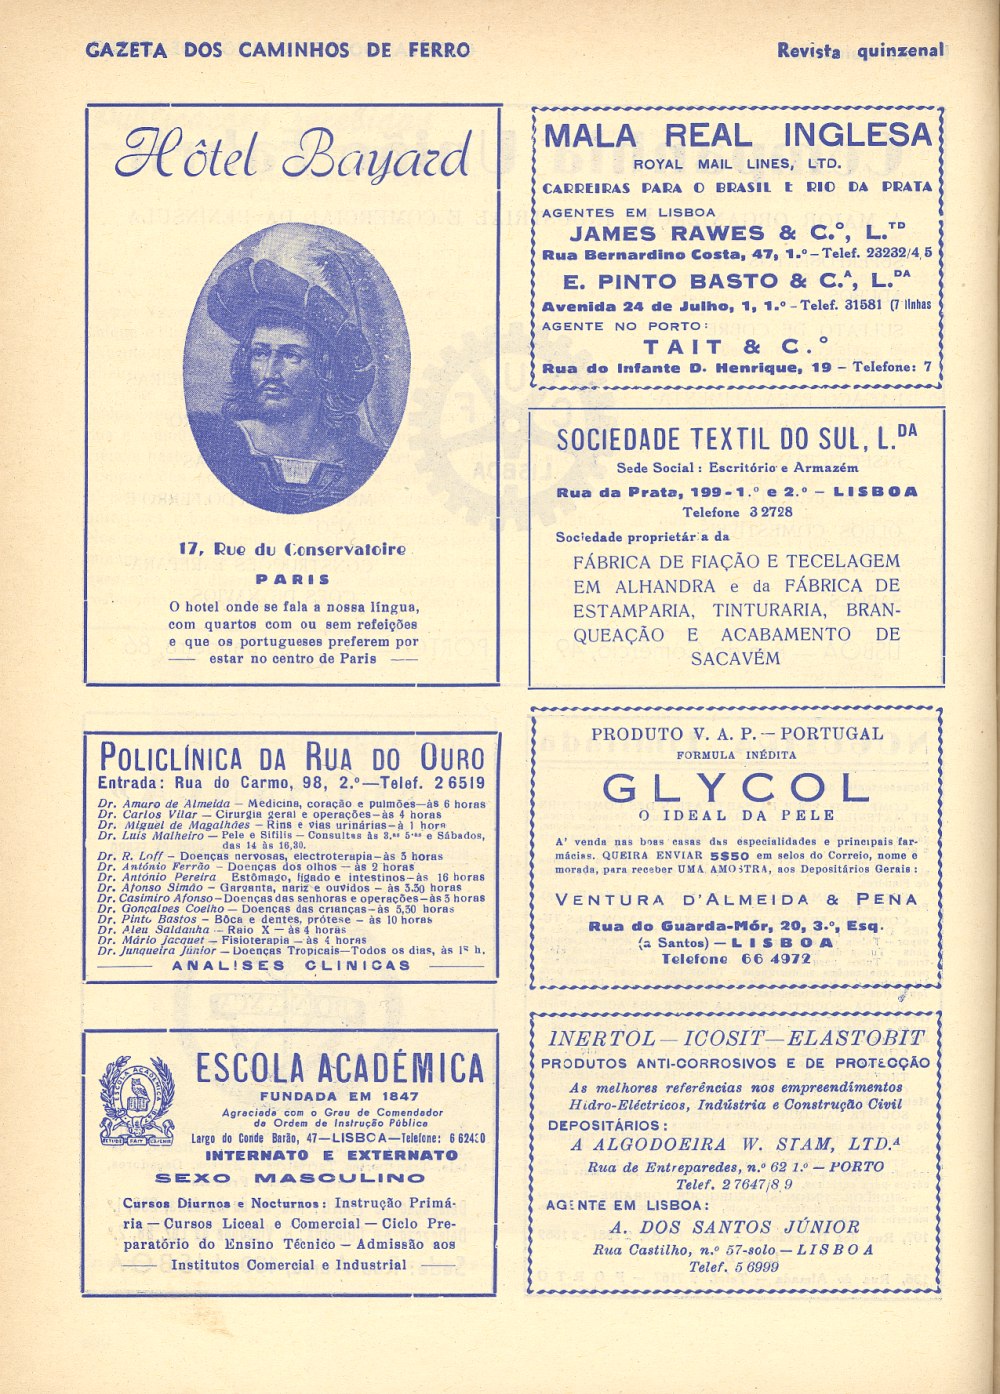 GAZETA DOS CAMINHOS DE FERRO
Revista quinzenal
Hôtel Bayard
17, Rue du Conservatoire
PARIS
O hotel onde se fala a nossa língua,
com quartos com ou sem refeições
e que os portugueses preferem por
estar no centro de Paris
MALA REAL INGLESA
ROYAL MAIL LINES, LTD.
CARREIRAS PARA O BRASIL E RIO DA PRATA
AGENTES EM LISBOA
JAMES RAWES & C.º, L.TD
Rua Bernardino Costa, 47, 1.º – Telef. 23232/4, 5
E. PINTO BASTO & C.ª, L.DA
Avenida 24 de Julho, 1, 1.º – Telef. 31581 (7 linhas
AGENTE NO PORTO:
TAIT & C.º
Rua do Infante D. Henrique, 19 – Telefone: 7
SOCIEDADE TEXTIL DO SUL, L.DA
Sede Social: Escritório e Armazém
Rua da Prata, 199-1.º e 2.º – LISBOA
Telefone 32728
Sociedade proprietária da
FÁBRICA DE FIAÇÃO E TECELAGEM
EM ALHANDRA e da FÁBRICA DE
ESTAMPARIA, TINTURARIA, BRAN-
QUEAÇÃO E ACABAMENTO DE
SACAVÉM
POLICLÍNICA DA RUA DO OURO
Entrada: Rua do Carmo, 98, 2.º—Telef. 26519
Dr. Amaro de Almeida — Medicina, coração e pulmões—às 6 horas
Dr. Carlos Vilar — Cirurgia geral e operações—às 4 horas
Dr. Miguel de Magalhães — Rins e vias urinárias—à 1 hora
Dr. Luís Malheiro — Pele e Sífilis — Consultas às 3.as 5.as e Sábados,
das 14 às 16,30.
Dr. R. Loff — Doenças nervosas, electroterapia—às 3 horas
Dr. António Ferrão — Doenças dos olhos — às 2 horas
Dr. António Pereira Estômago, fígado e intestinos—às 16 horas
Dr. Afonso Simão — Garganta, nariz e ouvidos — às 3.30 horas
Dr. Casimiro Afonso—Doenças das senhoras e operações—às 3 horas
Dr. Gonçalves Coelho — Doenças das crianças—às 5,30 horas
Dr. Pinto Bastos — Bôca e dentes, prótese — às 10 horas
Dr. Aleu Saldanha — Raio X — às 4 horas
Dr. Mário Jacquet — Fisioterapia — às 4 horas
Dr. Junqueira Júnior — Doenças Tropicais—Todos os dias, às h.
ANALISES CLINICAS
PRODUTO V. A. P. — PORTUGAL
FORMULA INÉDITA
GLYCOL
O IDEAL DA PELE
A' venda nas boas casas das especialidades e principais far-
mácias. QUEIRA ENVIAR 5$50 em selos do Correio, nome e
morada, para receber UMA AMOSTRA, aos Depositários Gerais:
VENTURA D'ALMEIDA & PENA
Rua do Guarda-Mór, 20, 3.º, Esq.
(a Santos) — LISBOA
Telefone 66 4972
ESCOLA ACADÉMICA
FUNDADA EM 1847
Agraciada com o Grau de Comendador
da Ordem de Instrução Pública
Largo do Conde Barão, 47—LISBOA—Telefone: 6 62430
INTERNATO E EXTERNATO
SEXO MASCULINO
Cursos Diurnos e Nocturnos: Instrução Primá-
ria — Cursos Liceal e Comercial — Ciclo Pre-
paratório do Ensino Técnico — Admissão aos
Institutos Comercial e Industrial
INERTOL — ICOSIT — ELASTOBIT
PRODUTOS ANTI-CORROSIVOS E DE PROTECÇÃO
As melhores referências nos empreendimentos
Hidro-Eléctricos, Indústria e Construção Civil
DEPOSITÁRIOS:
A ALGODOEIRA W. STAM, LTD.A
Rua de Entreparedes, n.º 62 1.º — PORTO
Telef. 27647/8 9
AGENTE EM LISBOA:
A. DOS SANTOS JÚNIOR
Rua Castilho, n.º 57-solo — LISBOA
Telef. 5 6999